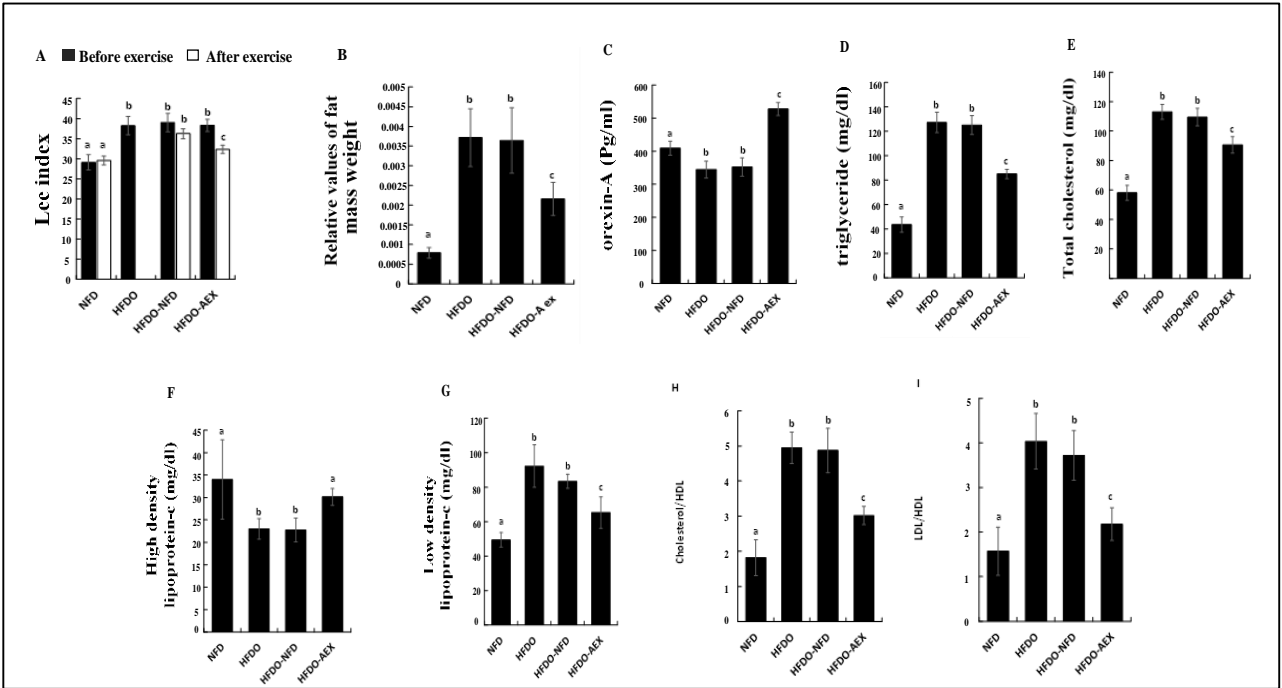 A
Before exercise
After exercise
Lee index
45
40
35
30
25
20
15
10
5
0
a
a
b
b
b
b
c
NFD
HFDO
HFDO-NFD
HFDO-AEX
B
Relative values of fat
mass weight
0.005
0.0045
0.004
0.0035
0.003
0.0025
0.002
0.0015
0.001
0.0005
0
a
b
b
c
NFD
HFDO
HFDO-NFD
HFDO-A ex
C
orexin-A (Pg/ml)
600
500
400
300
200
100
0
a
b
b
c
NFD
HFDO
HFDO-NFD
HFDO-AEX
D
triglyceride (mg/dl)
160
140
120
100
80
60
40
20
0
a
b
b
c
NFD
HFDO
HFDO-NFD
HFDO-AEX
E
Total cholesterol (mg/dl)
140
120
100
80
60
40
20
0
a
b
b
c
NFD
HFDO
HFDO-NFD
HFDO-AEX
F
High density
lipoprotein-c (mg/dl)
45
40
35
30
25
20
15
10
5
0
a
b
b
a
NFD
HFDO
HFDO-NFD
HFDO-AEX
G
Low density
lipoprotein-c (mg/dl)
120
100
80
60
40
20
0
a
b
b
c
NFD
HFDO
HFDO-NFD
HFDO-AEX
H
Cholesterol/HDL
6
5
4
3
2
1
0
a
b
b
c
NFD
HFDO
HFDO-NFD
HFDO-AEX
I
LDL/HDL
5
4
3
2
1
0
a
b
b
c
NFD
HFDO
HFDO-NFD
HFDO-AEX